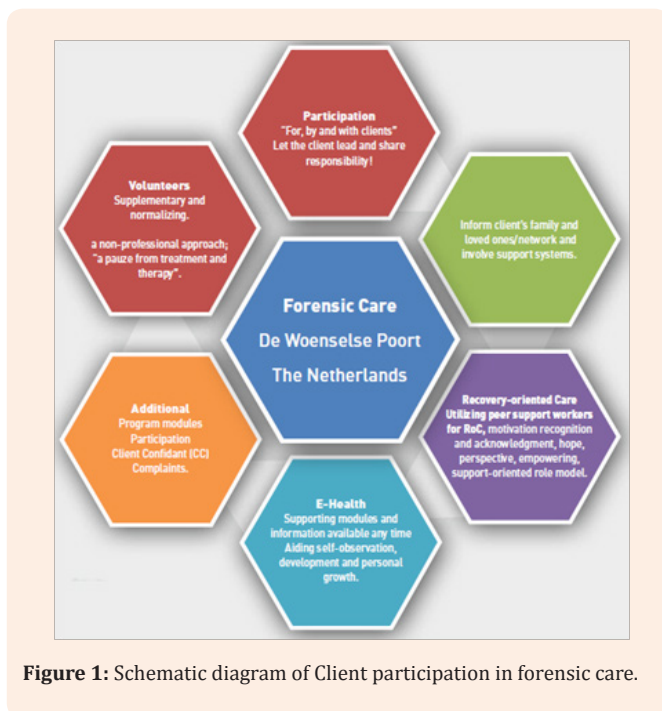 Participation
"For, by and with clients"
Let the client lead and share
responsibility!
Volunteers
Supplementary and
normalizing.
a non-professional approach;
"a pauze from treatment and
therapy".
Inform client's family and
loved ones/network and
involve support systems.
Forensic Care
De Woenselse Poort
The Netherlands
Additional
Program modules
Participation
Client Confidant (CC)
Complaints.
Recovery-oriented Care
Utilizing peer support workers
for RoC, motivation recognition
and acknowledgment, hope,
perspective, empowering,
support-oriented role model.
E-Health
Supporting modules and
information available any time
Aiding self-observation,
development and personal
growth.
Figure 1: Schematic diagram of Client participation in forensic care.